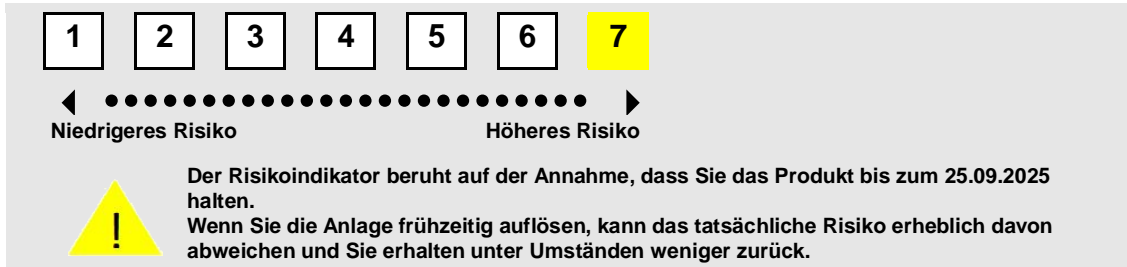 1 2 3 4 5 6 7
Niedrigeres Risiko Höheres Risiko
Der Risikoindikator beruht auf der Annahme, dass Sie das Produkt bis zum 25.09.2025
halten.
Wenn Sie die Anlage frühzeitig auflösen, kann das tatsächliche Risiko erheblich davon
abweichen und Sie erhalten unter Umständen weniger zurück.
!